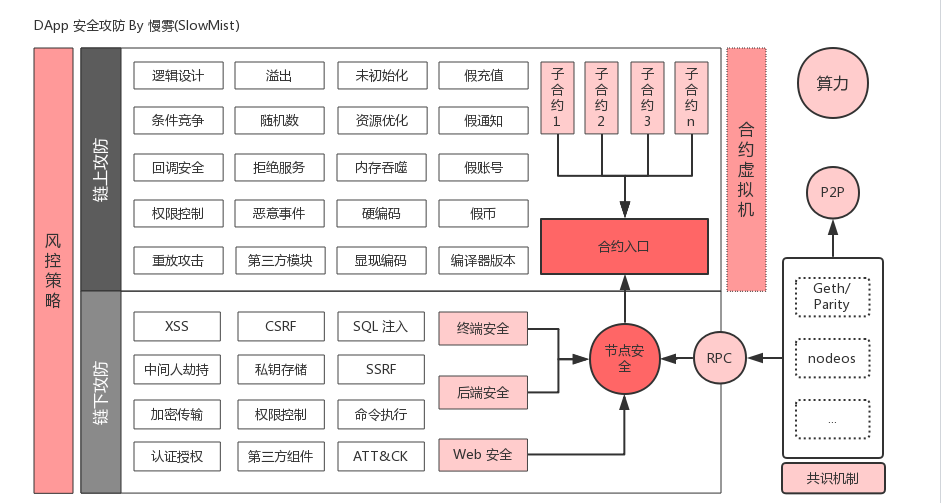 DApp 安全攻防 By 慢雾(SlowMist)
风控策略
链上攻防
逻辑设计
溢出
未初始化
假充值
条件竞争
随机数
资源优化
假通知
回调安全
拒绝服务
内存吞噬
假账号
权限控制
恶意事件
硬编码
假币
重放攻击
第三方模块
显现编码
编译器版本
子合约1
子合约2
子合约3
子合约n
合约入口
合约虚拟机
链下攻防
XSS
CSRF
SQL 注入
中间人劫持
私钥存储
SSRF
加密传输
权限控制
命令执行
认证授权
第三方组件
ATT&CK
终端安全
后端安全
Web 安全
节点安
全
RPC
算力
P2P
Geth/
Parity
nodeos
...
共识机制